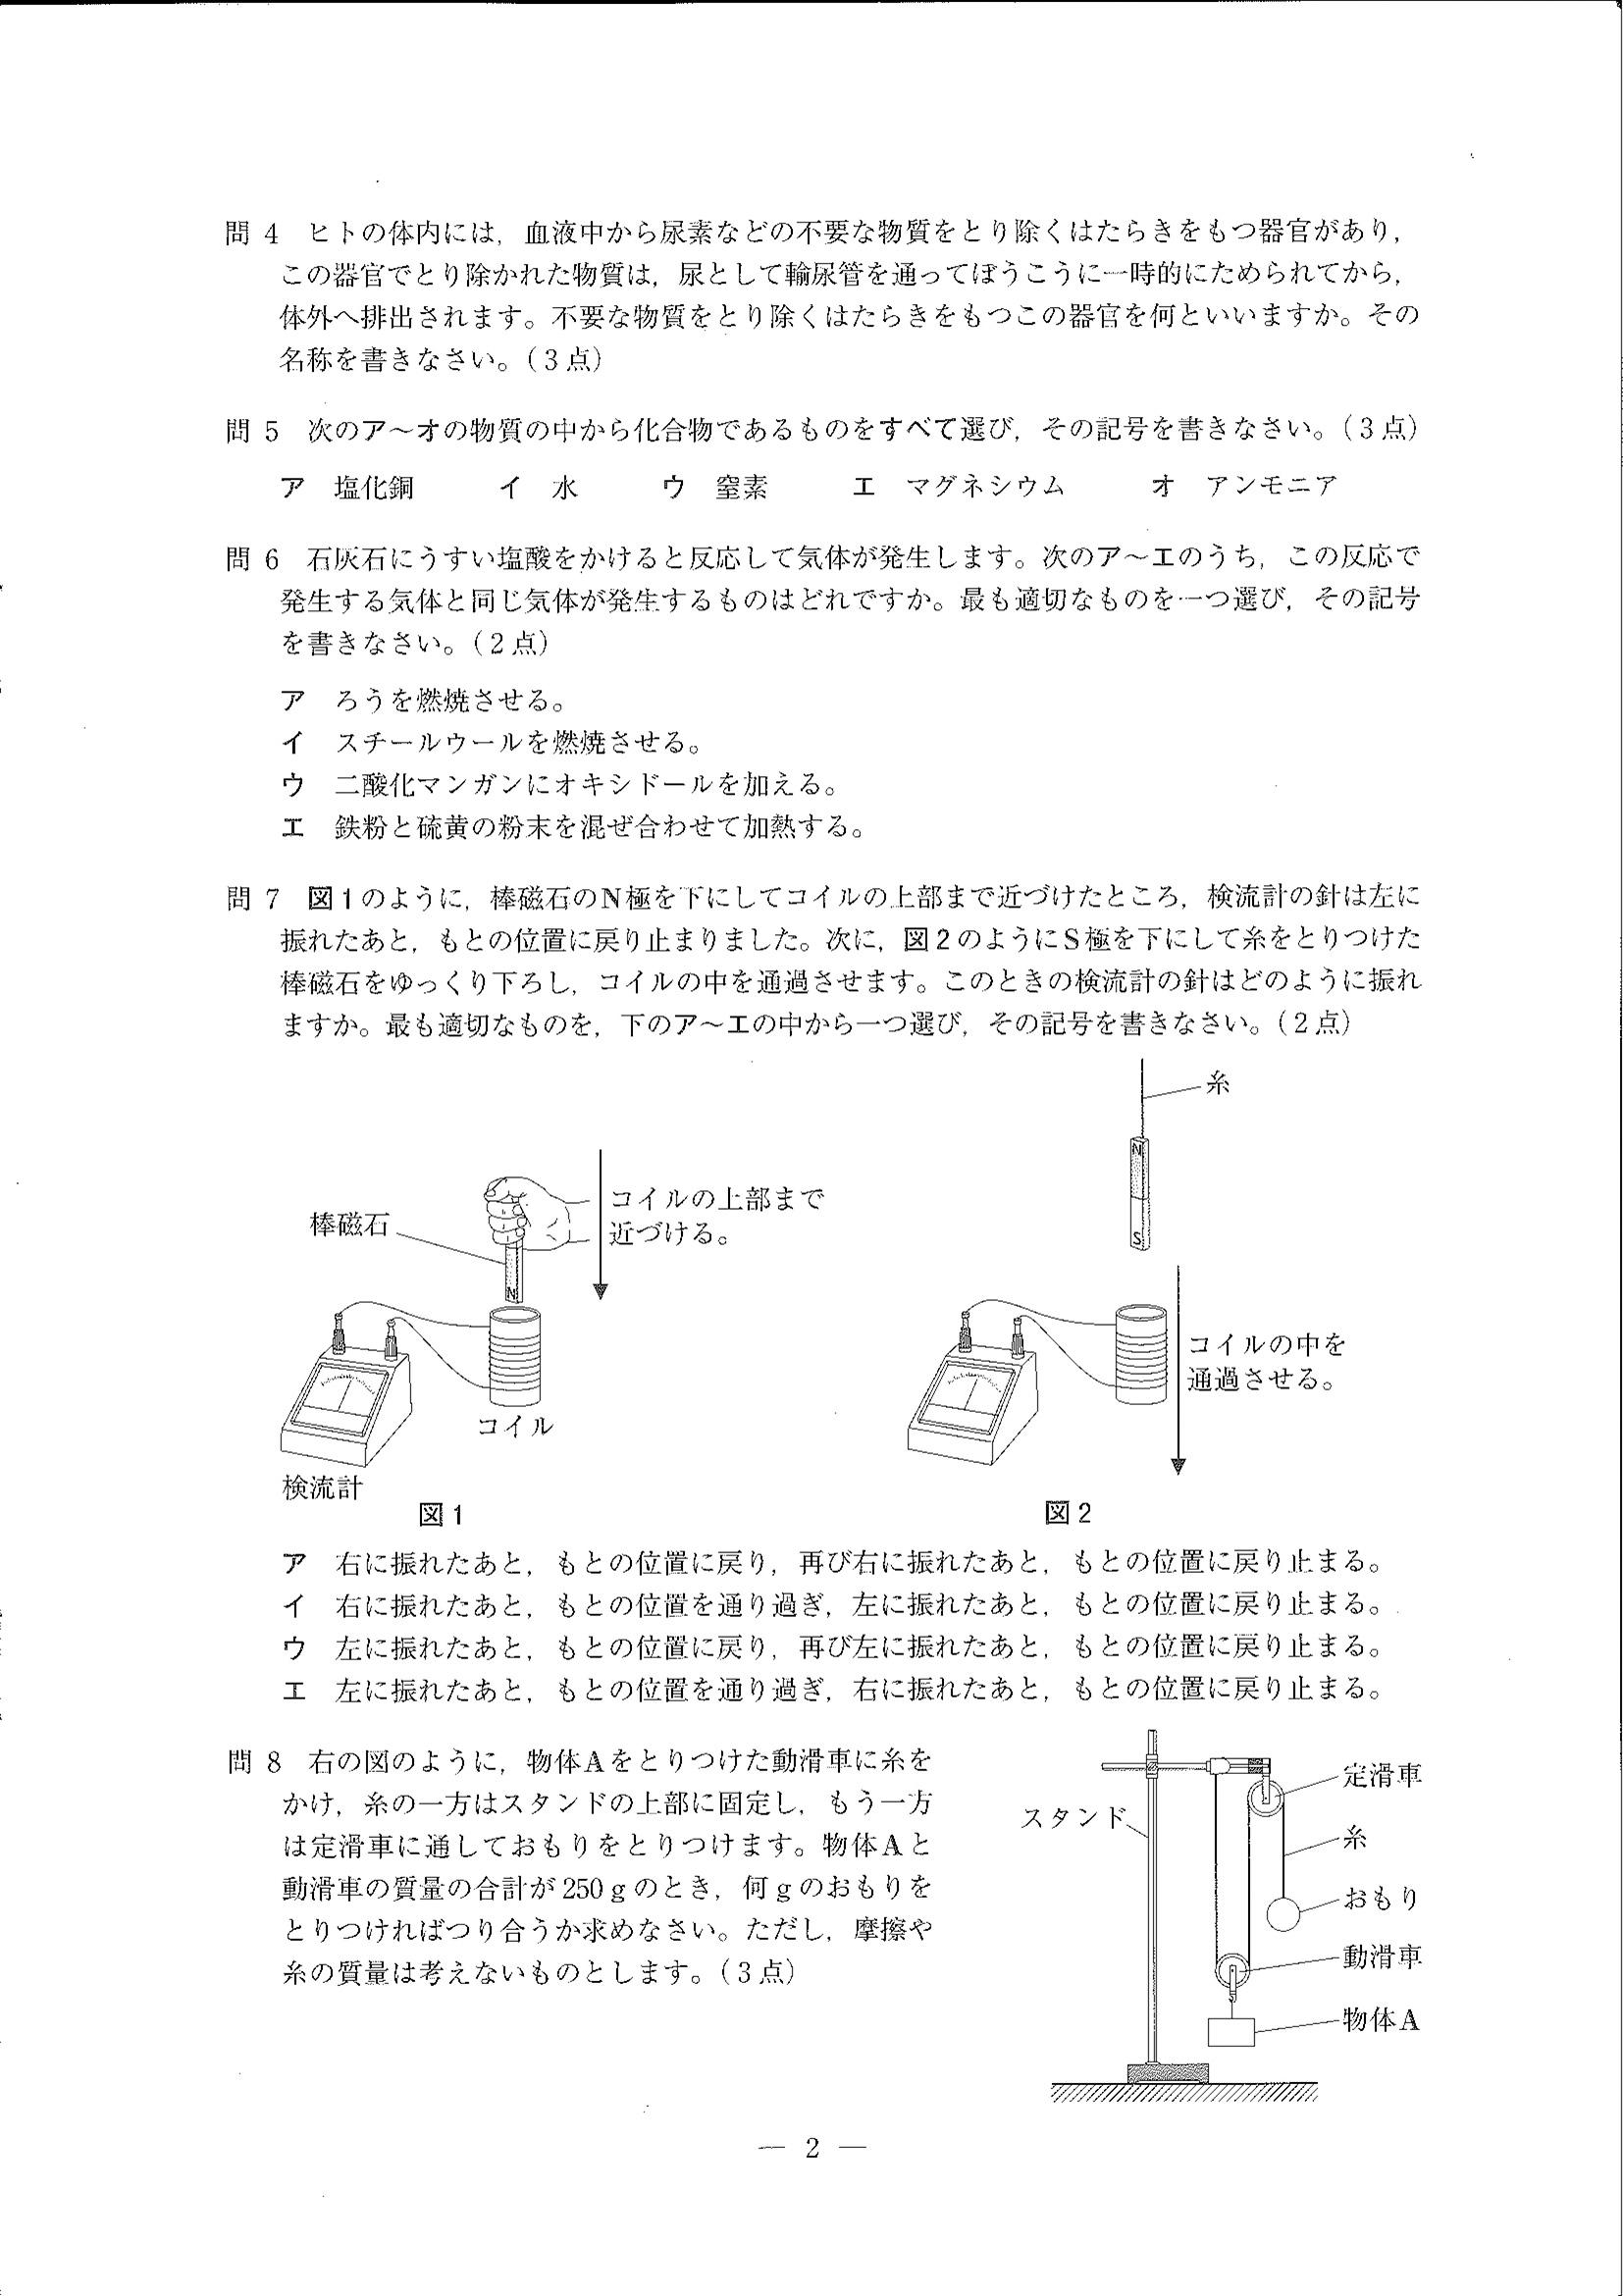 問 4　ヒトの体内には，血液中から尿素などの不要な物質をとり除くはたらきをもつ器官があり，
この器官でとり除かれた物質は，尿として輸尿管を通ってぼうこうに一時的にためられてから，
体外へ排出されます。不要な物質をとり除くはたらきをもつこの器官を何といいますか。その
名称を書きなさい。（3点）
問 5　次のア～オの物質の中から化合物であるものをすべて選び，その記号を書きなさい。（3点）
ア　塩化銅　イ　水　ウ　窒素　エ　マグネシウム　オ　アンモニア
問 6　石灰石にうすい塩酸をかけると反応して気体が発生します。次のア～エのうち，この反応で
発生する気体と同じ気体が発生するものはどれですか。最も適切なものを一つ選び，その記号
を書きなさい。（2点）
ア　ろうを燃焼させる。
イ　スチールウールを燃焼させる。
ウ　二酸化マンガンにオキシドールを加える。
エ　鉄粉と硫黄の粉末を混ぜ合わせて加熱する。
問 7　図1のように，棒磁石のN極を下にしてコイルの上部まで近づけたところ，検流計の針は左に
振れたあと，もとの位置に戻り止まりました。次に，図2のようにS極を下にして糸をとりつけた
棒磁石をゆっくり下ろし，コイルの中を通過させます。このときの検流計の針はどのように振れ
ますか。最も適切なものを，下のア～エの中から一つ選び，その記号を書きなさい。（2点）
棒磁石
コイルの上部まで
近づける。
N
コイル
検流計
図1
糸
N
S
コイルの中を
通過させる。
図2
ア　右に振れたあと，もとの位置に戻り，再び右に振れたあと，もとの位置に戻り止まる。
イ　右に振れたあと，もとの位置を通り過ぎ，左に振れたあと，もとの位置に戻り止まる。
ウ　左に振れたあと，もとの位置に戻り，再び左に振れたあと，もとの位置に戻り止まる。
エ　左に振れたあと，もとの位置を通り過ぎ，右に振れたあと，もとの位置に戻り止まる。
問 8　右の図のように，物体Aをとりつけた動滑車に糸を
かけ，糸の一方はスタンドの上部に固定し，もう一方
は定滑車に通しておもりをとりつけます。物体Aと
動滑車の質量の合計が250gのとき，何gのおもりを
とりつければつり合うか求めなさい。ただし，摩擦や
糸の質量は考えないものとします。（3点）
スタンド
定滑車
糸
おもり
動滑車
物体A
— 2 —